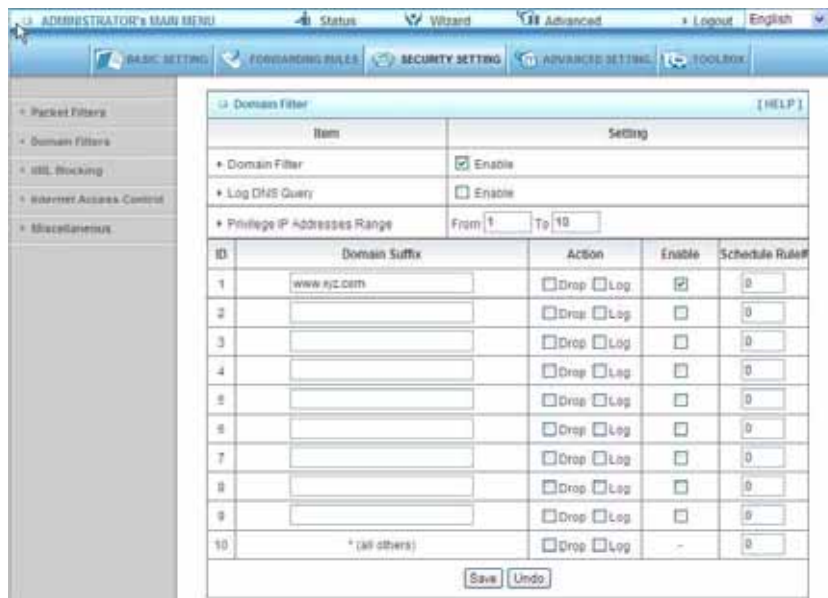 ADMINISTRATOR's MAIN MENU Status Wizard Advanced Logout English
BASIC SETTING FORWARDING RULES SECURITY SETTING ADVANCED SETTING TOOLBOX
Packet Filters
Domain Filters
URL Blocking
Internet Access Control
Miscellaneous
Domain Filter [HELP]
Item Setting
Domain Filter Enable
Log DNS Query Enable
Privilege IP Addresses Range From 1 To 10
ID Domain Suffix Action Enable Schedule Rule#
1 www.xyz.com Drop Log 0
2 Drop Log 0
3 Drop Log 0
4 Drop Log 0
5 Drop Log 0
6 Drop Log 0
7 Drop Log 0
8 Drop Log 0
9 Drop Log 0
10 * (all others) Drop Log - 0
Save Undo